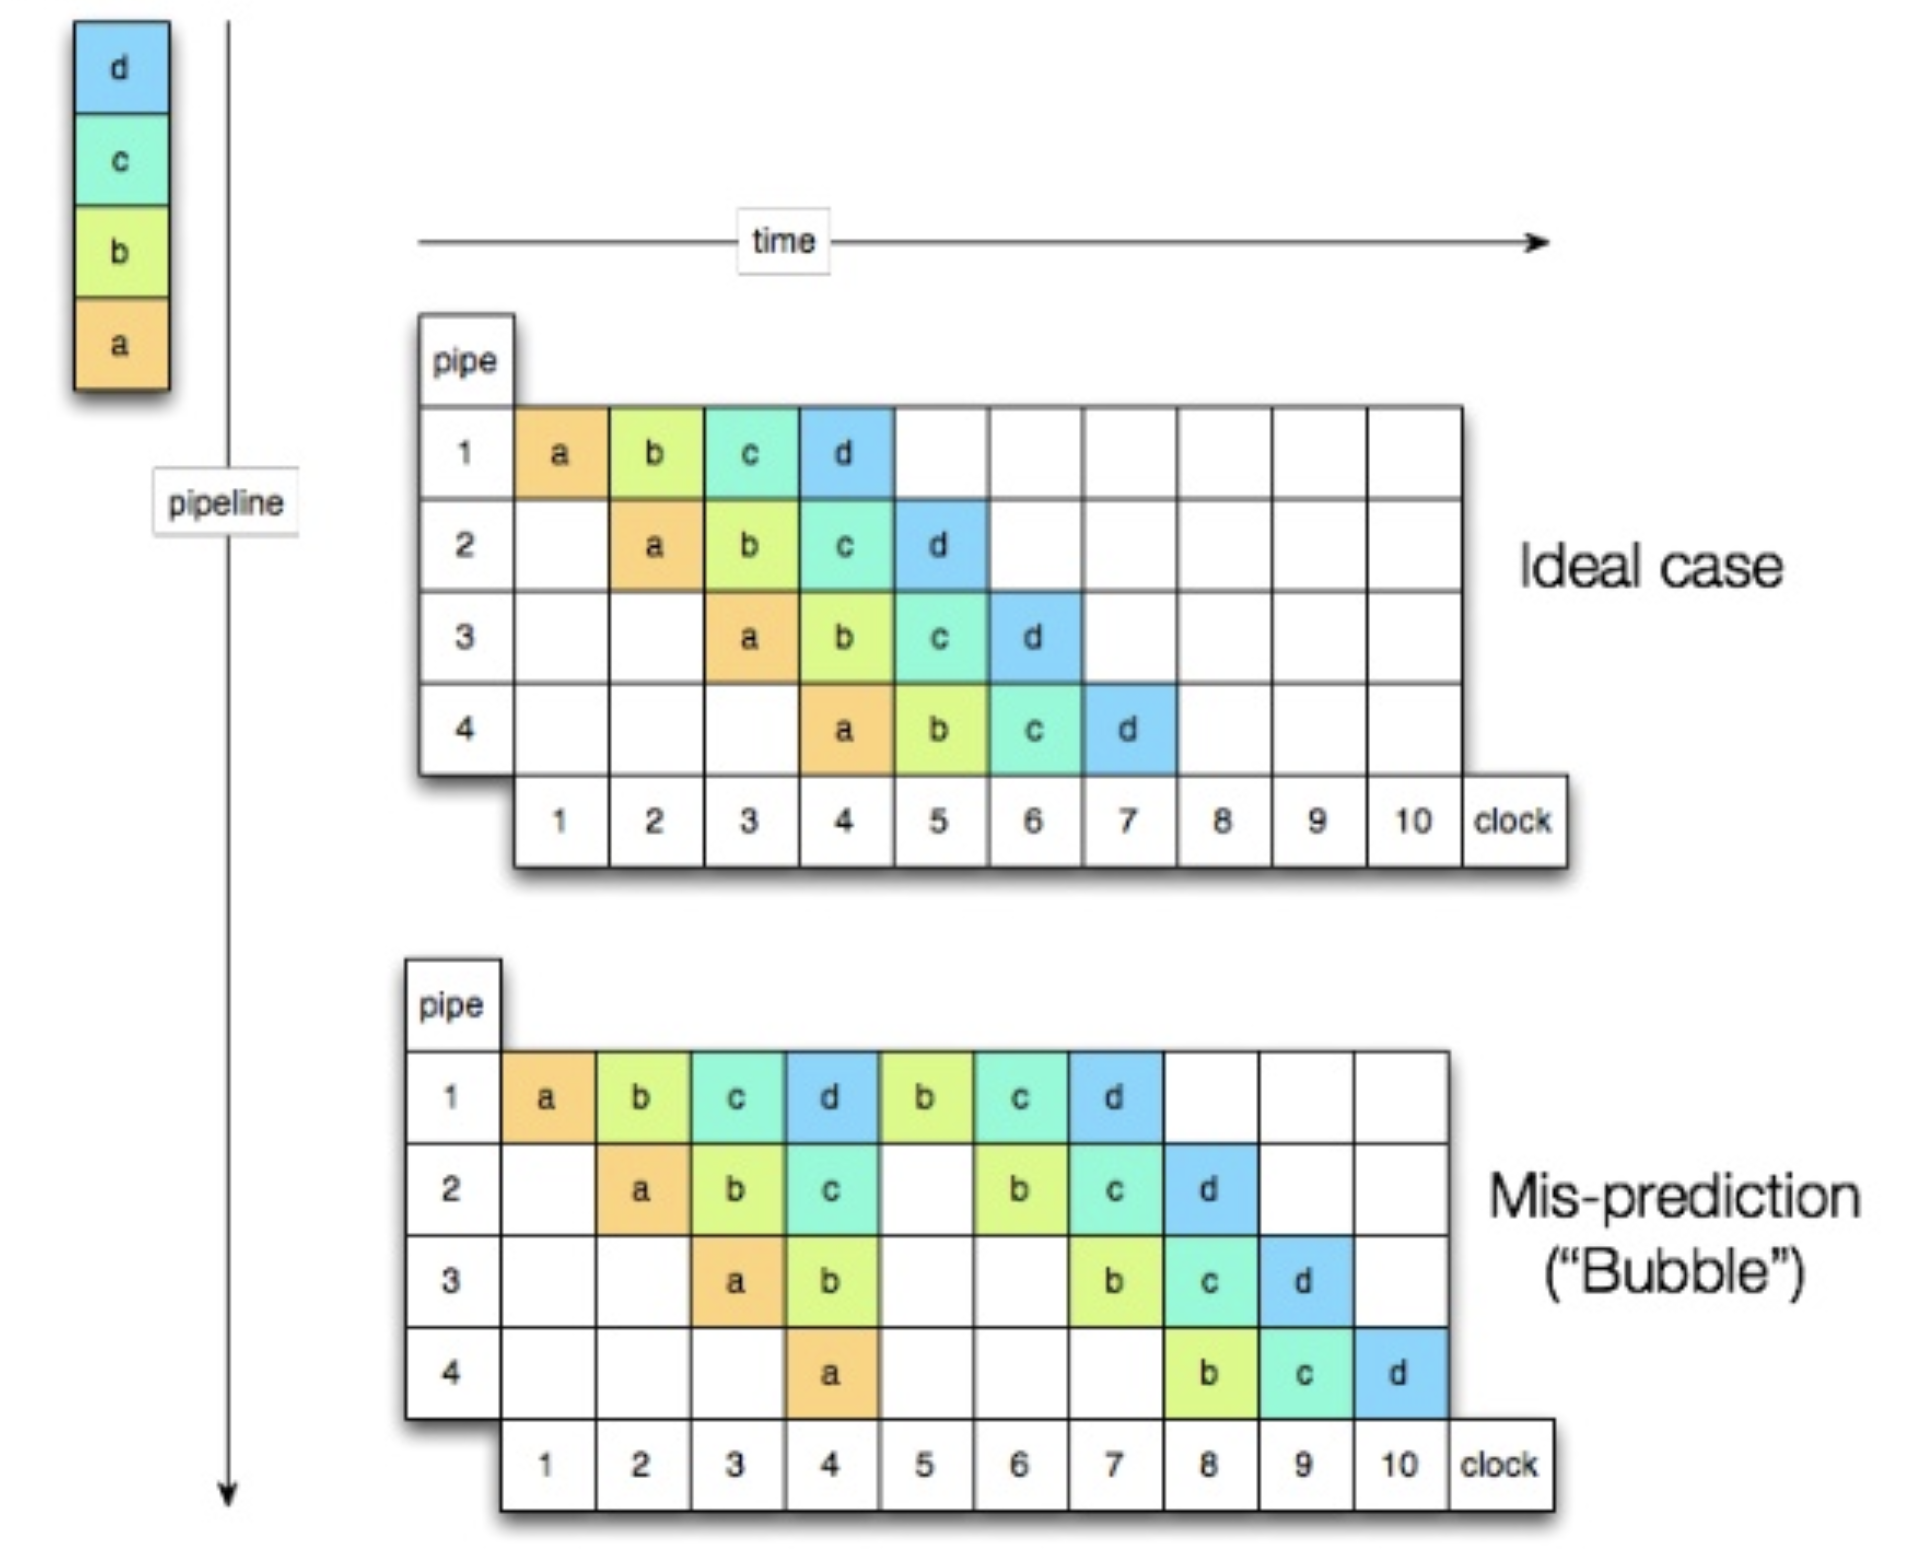 d
c
b
a
pipeline
time
pipe
1 a b c d
2 a b c d
3 a b c d
4 a b c d
1 2 3 4 5 6 7 8 9 10 clock
Ideal case
pipe
1 a b c d b c d
2 a b c b c d
3 a b b c d
4 a b c d
1 2 3 4 5 6 7 8 9 10 clock
Mis-prediction
(“Bubble”)